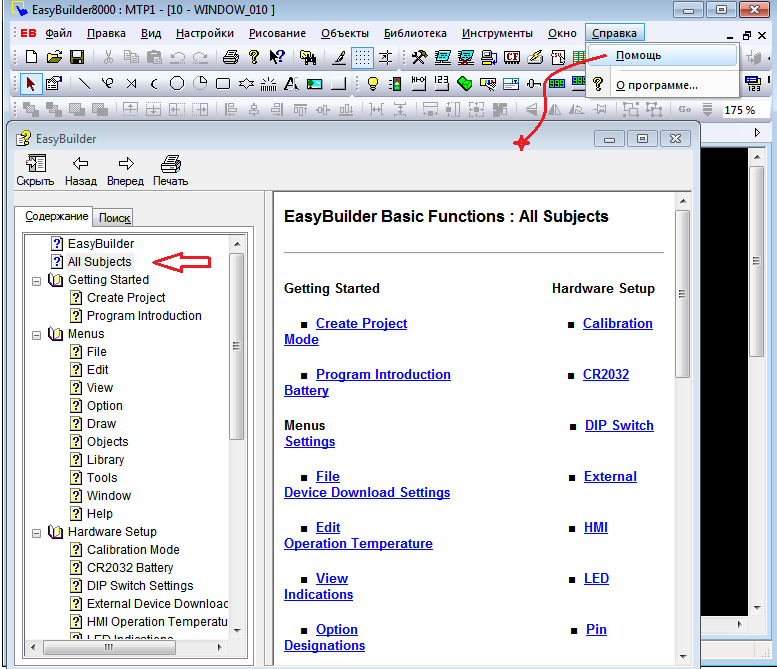 EasyBuilder8000 : MTP1 - [10 - WINDOW_010 ]
EB Файл Правка Вид Настройки Рисование Объекты Библиотека Инструменты Окно Справка
Помощь
О программе...
Go 175 %
EasyBuilder
Скрыть Назад Вперед Печать
Содержание Поиск
EasyBuilder
All Subjects
Getting Started
Create Project
Program Introduction
Menus
File
Edit
View
Option
Draw
Objects
Library
Tools
Window
Help
Hardware Setup
Calibration Mode
CR2032 Battery
DIP Switch Settings
External Device Downloac
HMI Operation Temperatu
LED Indications
EasyBuilder Basic Functions : All Subjects
Getting Started Hardware Setup
▪ Create Project ▪ Calibration
Mode
▪ Program Introduction ▪ CR2032
Battery
Menus ▪ DIP Switch
Settings
▪ File ▪ External
Device Download Settings
▪ Edit ▪ HMI
Operation Temperature
▪ View ▪ LED
Indications
▪ Option ▪ Pin
Designations